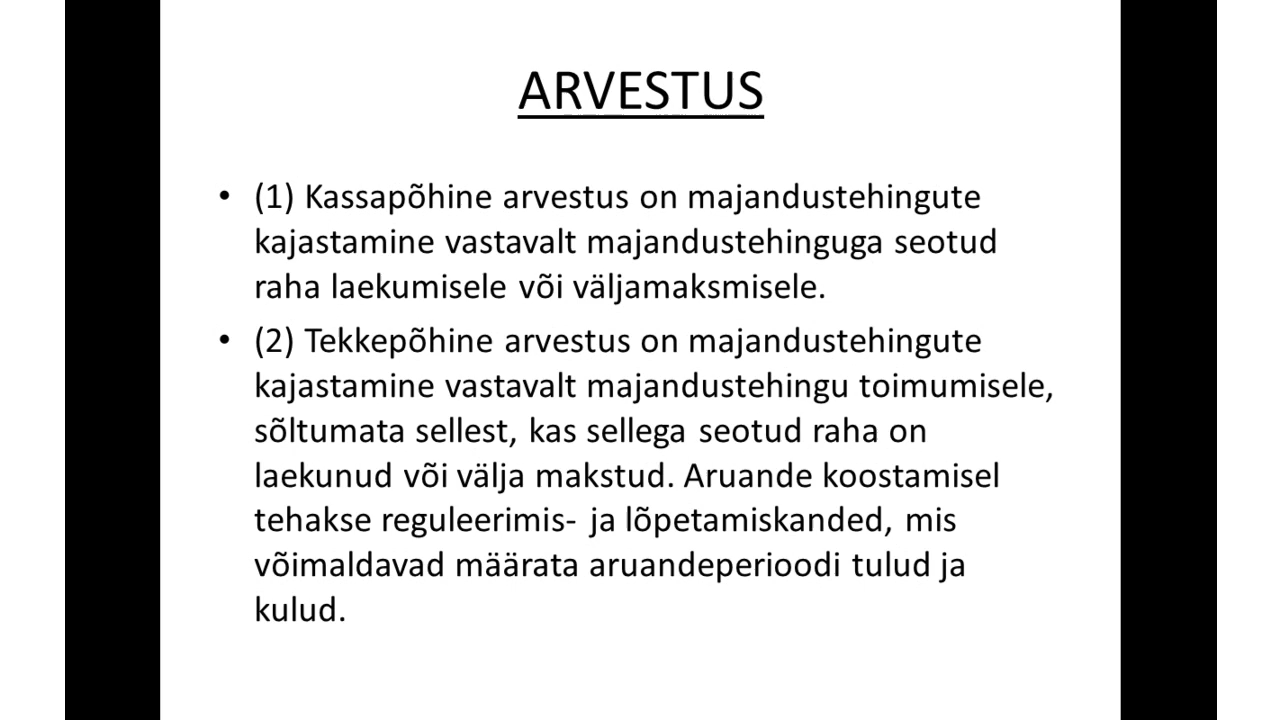 ARVESTUS
• (1) Kassapõhine arvestus on majandustehingute
kajastamine vastavalt majandustehinguga seotud
raha laekumisele või väljamaksmisele.
• (2) Tekkepõhine arvestus on majandustehingute
kajastamine vastavalt majandustehingu toimumisele,
sõltumata sellest, kas sellega seotud raha on
laekunud või välja makstud. Aruande koostamisel
tehakse reguleerimis- ja lõpetamiskanded, mis
võimaldavad määrata aruandeperioodi tulud ja
kulud.